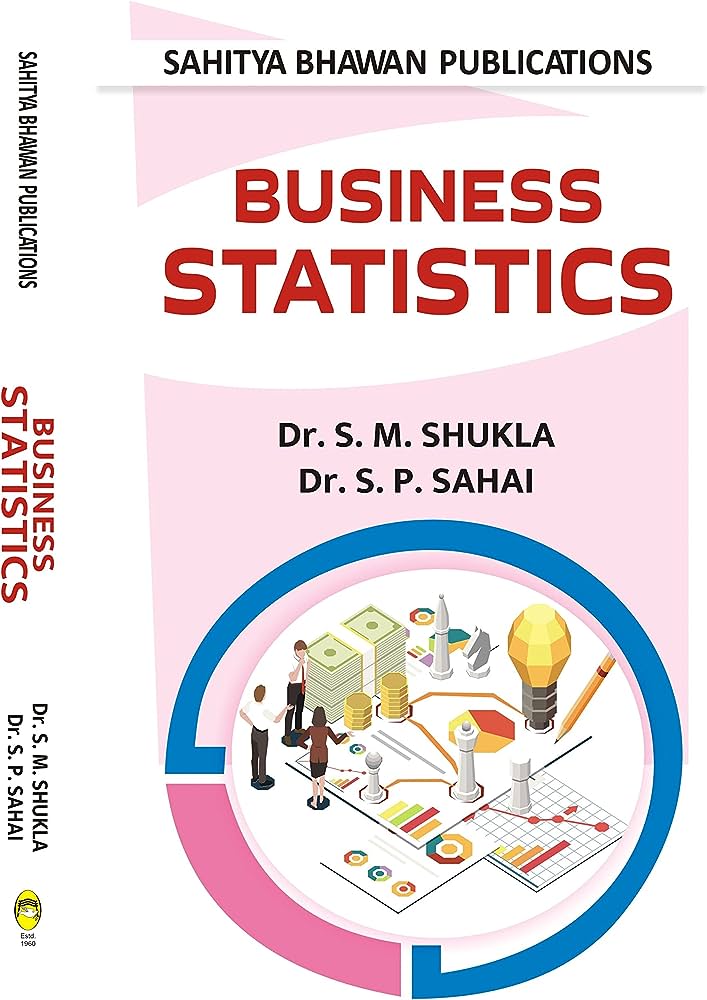 SAHITYA BHAWAN PUBLICATIONS
BUSINESS
STATISTICS
Dr. S. M. SHUKLA
Dr. S. P. SAHAI
SAHITYA BHAWAN PUBLICATIONS
BUSINESS
STATISTICS
Dr. S. M. SHUKLA
Dr. S. P. SAHAI
Estd.
1960